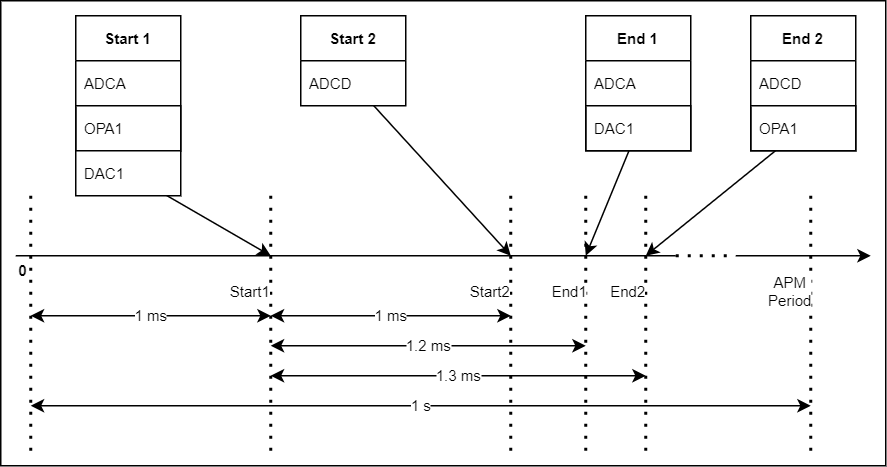 Start 1
ADCA
OPA1
DAC1
Start 2
ADCD
End 1
ADCA
DAC1
End 2
ADCD
OPA1
0
Start1
Start2
End1
End2
APM
Period
1 ms
1 ms
1.2 ms
1.3 ms
1 s